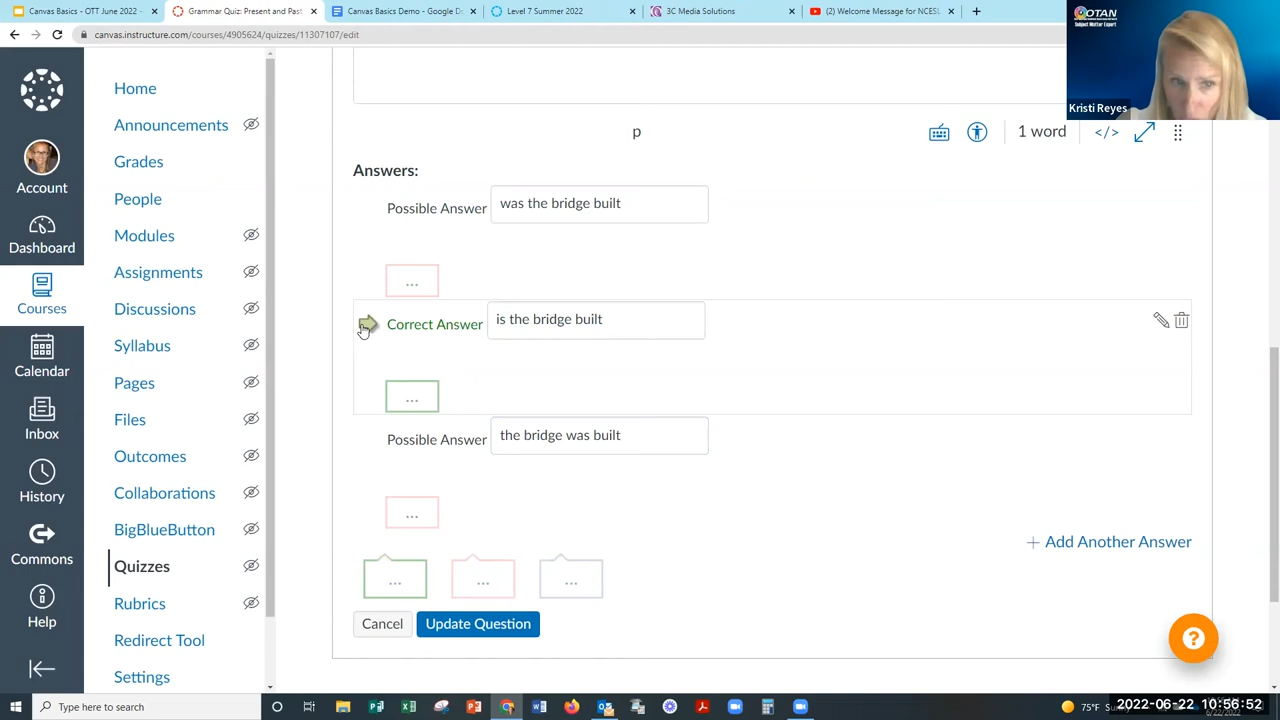 Canvas Basics - OTT June 2022
Grammar Quiz: Present and Past
Canvas Basics Demo - Google D
Level 7 Summer 2022
3C Media Solutions
(2) Welcome Message for NCES
canvas.instructure.com/courses/4905624/quizzes/11307107/edit
OTAN
Subject Matter Expert
Kristi Reyes
Account
Dashboard
Courses
Calendar
Inbox
History
Commons
Help
Home
Announcements
Grades
People
Modules
Assignments
Discussions
Syllabus
Pages
Files
Outcomes
Collaborations
BigBlueButton
Quizzes
Rubrics
Redirect Tool
Settings
p
1 word
</>
Answers:
Possible Answer was the bridge built
...
Correct Answer is the bridge built
...
Possible Answer the bridge was built
...
+ Add Another Answer
... ... ...
Cancel Update Question
?
Type here to search
75°F
2022-06-22 10:56:52